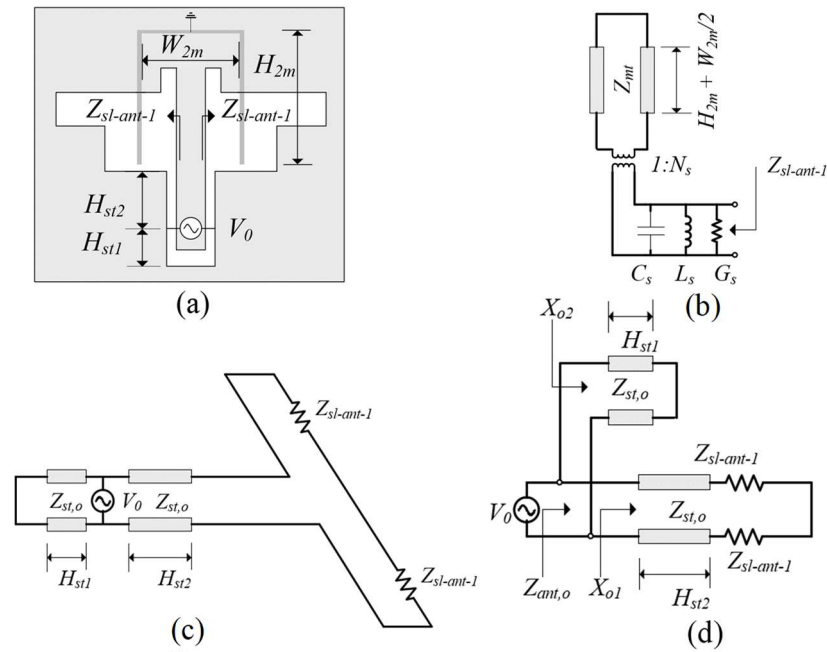 W2m
H2m
Zsl-ant-1
Zsl-ant-1
Hst2
Hst1
V0
(a)
Zmt
H2m + W2m/2
1:Ns
Zsl-ant-1
Cs
Ls
Gs
(b)
Zsl-ant-1
Zst,o
V0
Zst,o
Hst1
Hst2
Zsl-ant-1
(c)
Xo2
Hst1
Zst,o
Zsl-ant-1
V0
Zst,o
Zsl-ant-1
Zant,o
Xo1
Hst2
(d)